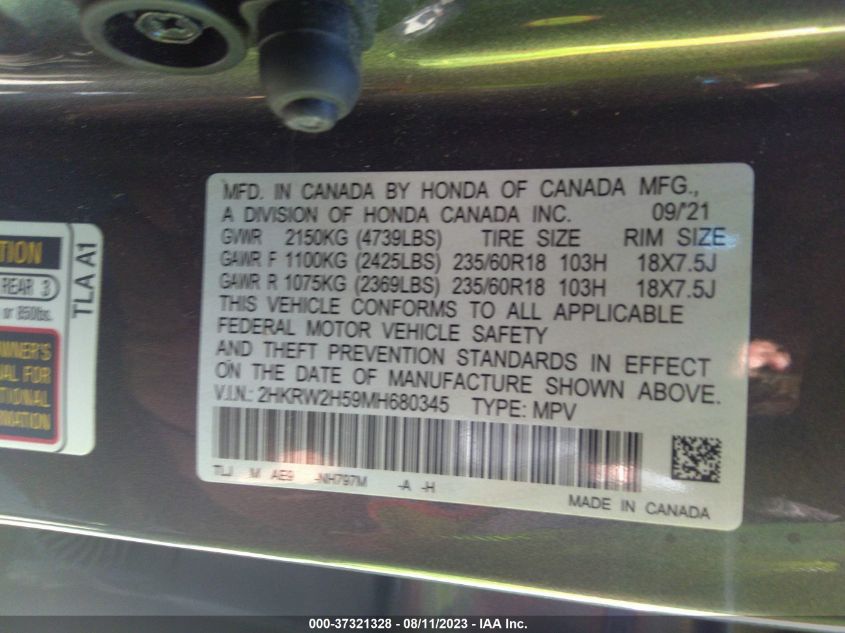 MFD. IN CANADA BY HONDA OF CANADA MFG.,
A DIVISION OF HONDA CANADA INC. 09/'21
GVWR 2150KG (4739LBS) TIRE SIZE RIM SIZE
GAWR F 1100KG (2425LBS) 235/60R18 103H 18X7.5J
GAWR R 1075KG (2369LBS) 235/60R18 103H 18X7.5J
THIS VEHICLE CONFORMS TO ALL APPLICABLE
FEDERAL MOTOR VEHICLE SAFETY
AND THEFT PREVENTION STANDARDS IN EFFECT
ON THE DATE OF MANUFACTURE SHOWN ABOVE.
V.I.N.: 2HKRW2H59MH680345 TYPE: MPV
TLJ M AE9 -NH797M -A -H
MADE IN CANADA
TION
REAR 3
or 850lbs.
WNER'S
AL FOR
TIONAL
RMATION
TLA A1
000-37321328 - 08/11/2023 - IAA Inc.